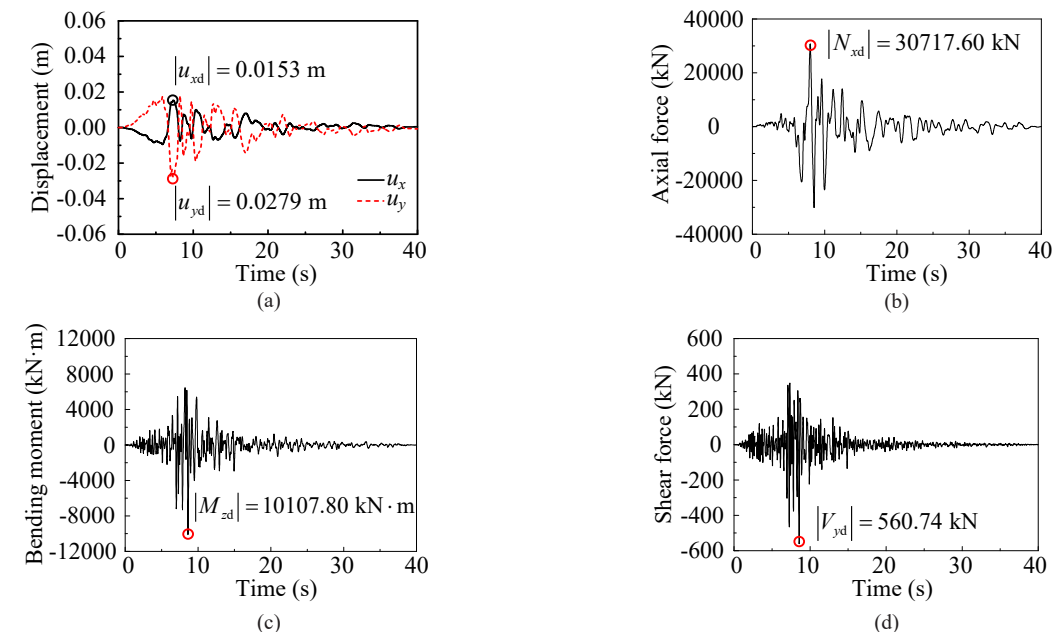 0.06
0.04
0.02
0.00
-0.02
-0.04
-0.06
Displacement (m)
|u_xd| = 0.0153 m
|u_yd| = 0.0279 m
u_x
u_y
0 10 20 30 40
Time (s)
(a)
40000
20000
0
-20000
-40000
Axial force (kN)
|N_xd| = 30717.60 kN
0 10 20 30 40
Time (s)
(b)
12000
8000
4000
0
-4000
-8000
-12000
Bending moment (kN·m)
|M_zd| = 10107.80 kN · m
0 10 20 30 40
Time (s)
(c)
600
400
200
0
-200
-400
-600
Shear force (kN)
|V_yd| = 560.74 kN
0 10 20 30 40
Time (s)
(d)